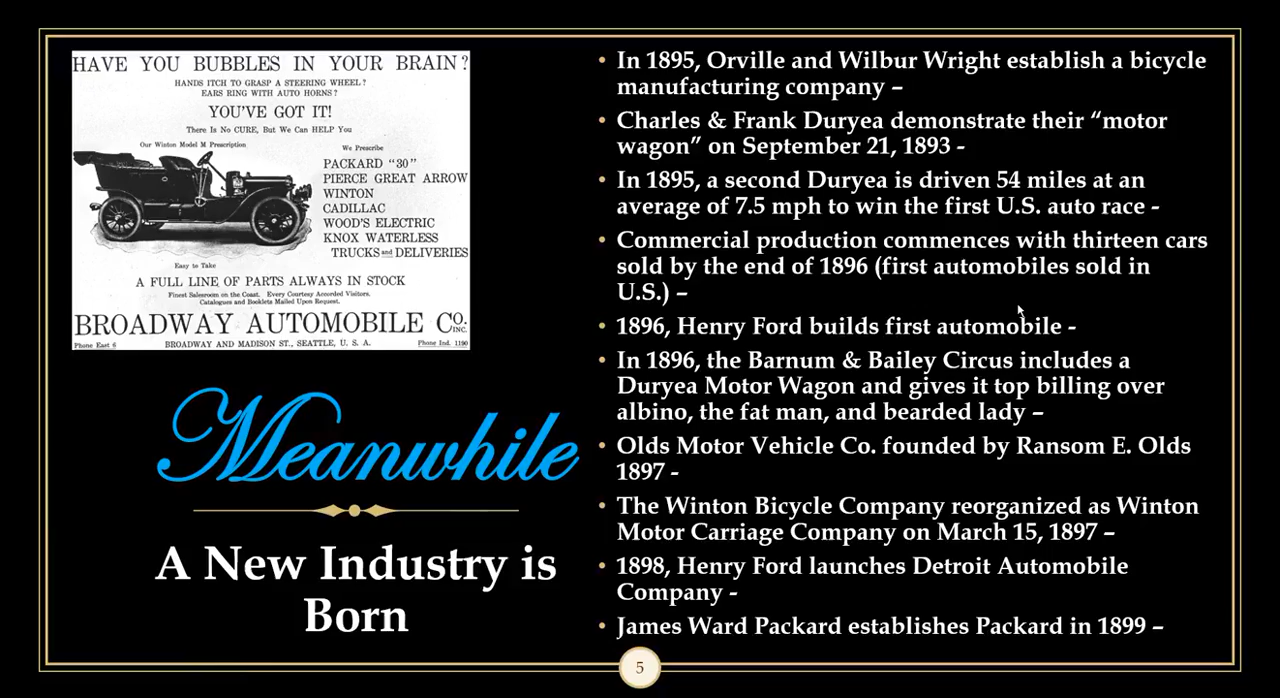 HAVE YOU BUBBLES IN YOUR BRAIN?
HANDS ITCH TO GRASP A STEERING WHEEL?
EARS RING WITH AUTO HORNS?
YOU'VE GOT IT!
There Is No CURE, But We Can HELP You
Our Winton Model M Prescription
We Prescribe
PACKARD "30"
PIERCE GREAT ARROW
WINTON
CADILLAC
WOOD'S ELECTRIC
KNOX WATERLESS
TRUCKS and DELIVERIES
Easy to Take
A FULL LINE OF PARTS ALWAYS IN STOCK
Finest Salesroom on the Coast. Every Courtesy Accorded Visitors.
Catalogues and Booklets Mailed Upon Request.
BROADWAY AUTOMOBILE CO. INC.
Phone East 6 BROADWAY AND MADISON ST., SEATTLE, U. S. A. Phone Ind. 1190
Meanwhile
A New Industry is
Born
• In 1895, Orville and Wilbur Wright establish a bicycle
manufacturing company –
• Charles & Frank Duryea demonstrate their “motor
wagon” on September 21, 1893 -
• In 1895, a second Duryea is driven 54 miles at an
average of 7.5 mph to win the first U.S. auto race -
• Commercial production commences with thirteen cars
sold by the end of 1896 (first automobiles sold in
U.S.) –
• 1896, Henry Ford builds first automobile -
• In 1896, the Barnum & Bailey Circus includes a
Duryea Motor Wagon and gives it top billing over
albino, the fat man, and bearded lady –
• Olds Motor Vehicle Co. founded by Ransom E. Olds
1897 -
• The Winton Bicycle Company reorganized as Winton
Motor Carriage Company on March 15, 1897 –
• 1898, Henry Ford launches Detroit Automobile
Company -
• James Ward Packard establishes Packard in 1899 –
5